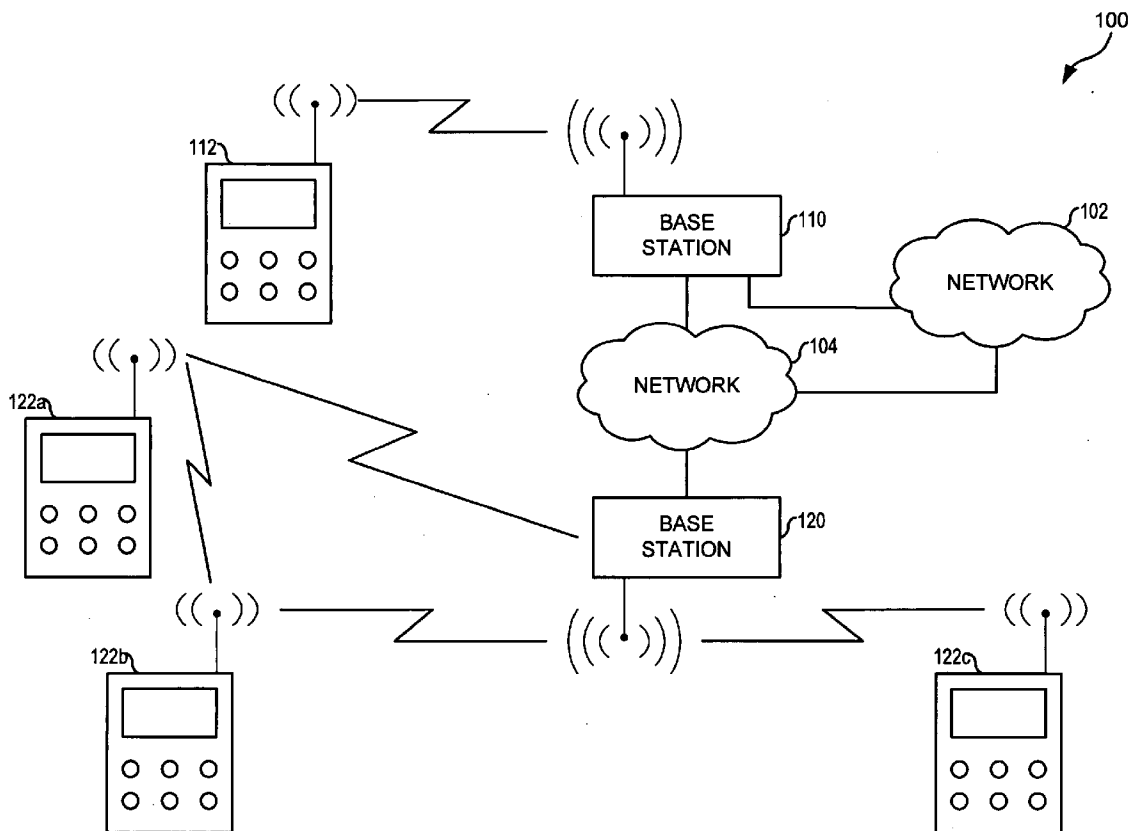 100
112
BASE
STATION
110
102
NETWORK
104
NETWORK
122a
BASE
STATION
120
122b
122c